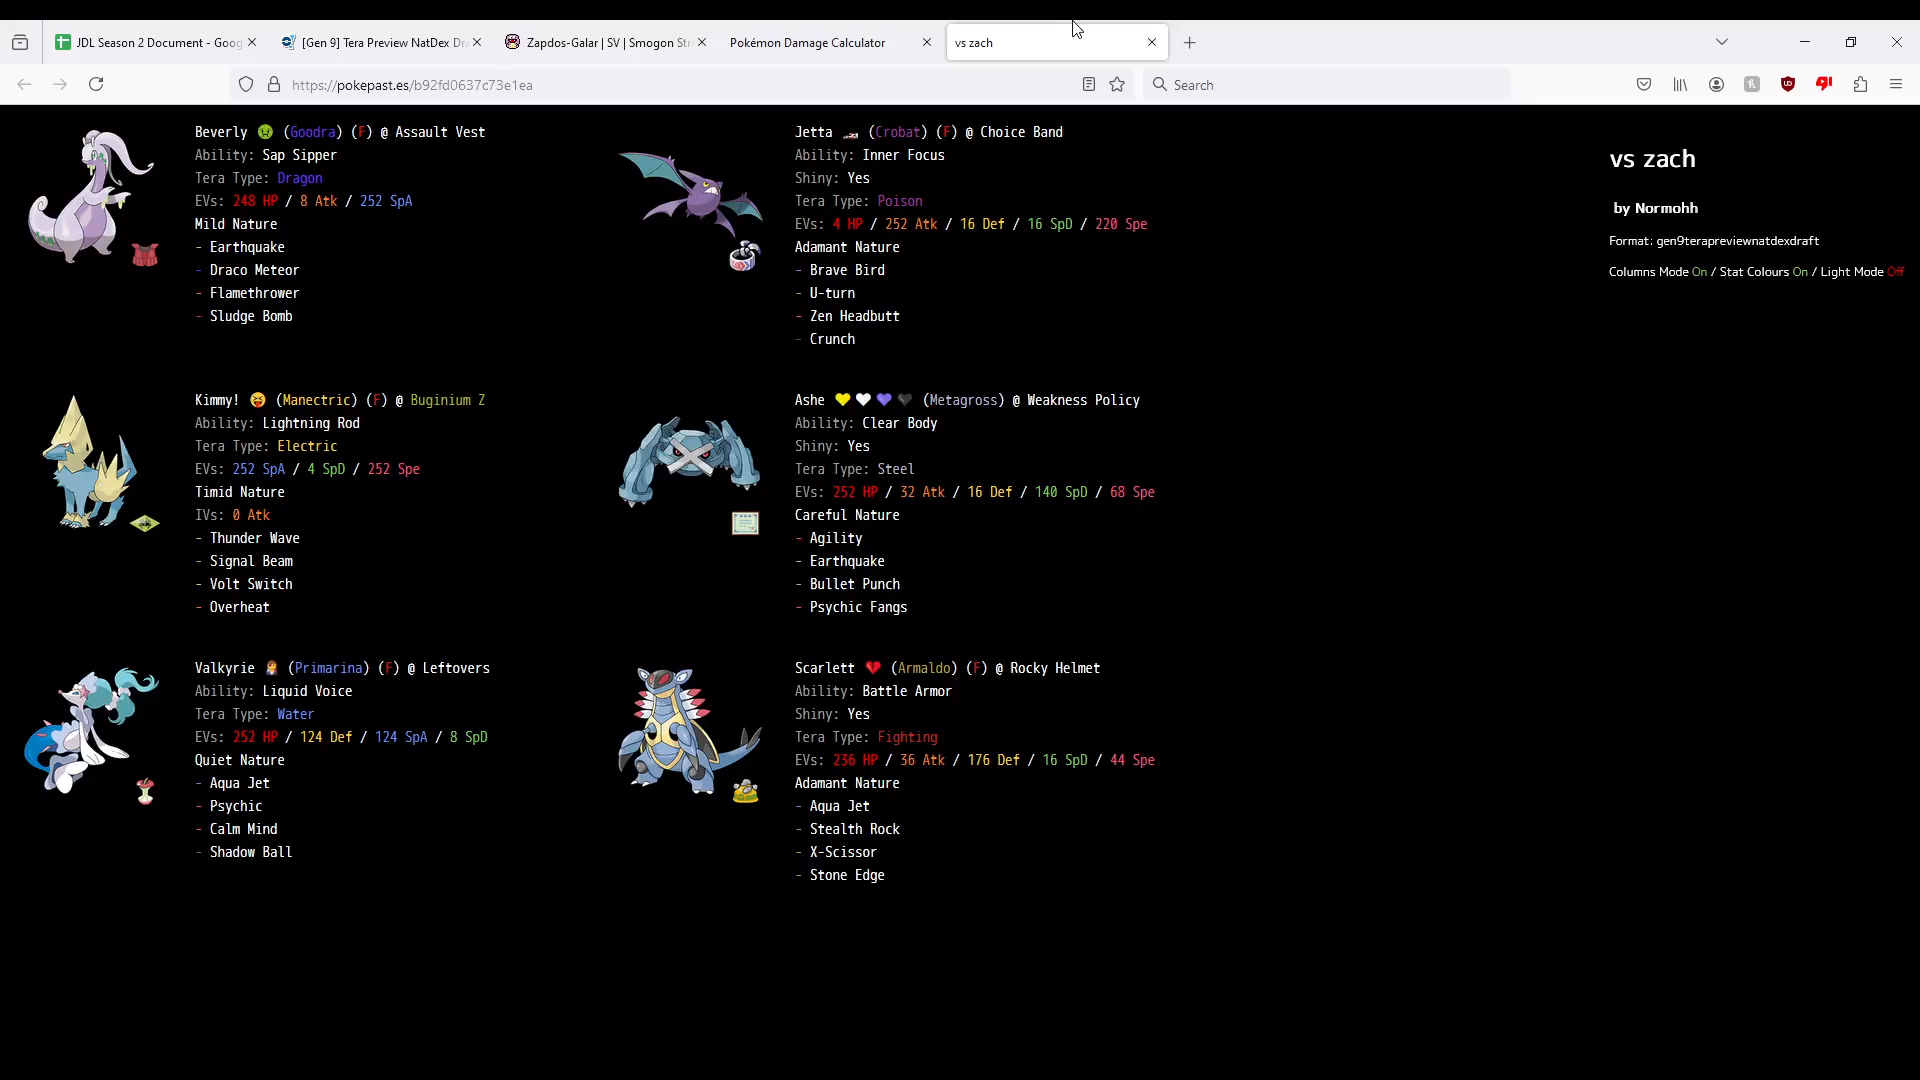 JDL Season 2 Document - Goog
[Gen 9] Tera Preview NatDex Dra
Zapdos-Galar | SV | Smogon Str
Pokémon Damage Calculator
vs zach
https://pokepast.es/b92fd0637c73e1ea
Search
Beverly 🤢 (Goodra) (F) @ Assault Vest
Ability: Sap Sipper
Tera Type: Dragon
EVs: 248 HP / 8 Atk / 252 SpA
Mild Nature
- Earthquake
- Draco Meteor
- Flamethrower
- Sludge Bomb
Jetta (Crobat) (F) @ Choice Band
Ability: Inner Focus
Shiny: Yes
Tera Type: Poison
EVs: 4 HP / 252 Atk / 16 Def / 16 SpD / 220 Spe
Adamant Nature
- Brave Bird
- U-turn
- Zen Headbutt
- Crunch
Kimmy! 😝 (Manectric) (F) @ Buginium Z
Ability: Lightning Rod
Tera Type: Electric
EVs: 252 SpA / 4 SpD / 252 Spe
Timid Nature
IVs: 0 Atk
- Thunder Wave
- Signal Beam
- Volt Switch
- Overheat
Ashe 💛🤍💜🖤 (Metagross) @ Weakness Policy
Ability: Clear Body
Shiny: Yes
Tera Type: Steel
EVs: 252 HP / 32 Atk / 16 Def / 140 SpD / 68 Spe
Careful Nature
- Agility
- Earthquake
- Bullet Punch
- Psychic Fangs
Valkyrie (Primarina) (F) @ Leftovers
Ability: Liquid Voice
Tera Type: Water
EVs: 252 HP / 124 Def / 124 SpA / 8 SpD
Quiet Nature
- Aqua Jet
- Psychic
- Calm Mind
- Shadow Ball
Scarlett 💔 (Armaldo) (F) @ Rocky Helmet
Ability: Battle Armor
Shiny: Yes
Tera Type: Fighting
EVs: 236 HP / 36 Atk / 176 Def / 16 SpD / 44 Spe
Adamant Nature
- Aqua Jet
- Stealth Rock
- X-Scissor
- Stone Edge
vs zach
by Normohh
Format: gen9terapreviewnatdexdraft
Columns Mode On / Stat Colours On / Light Mode Off